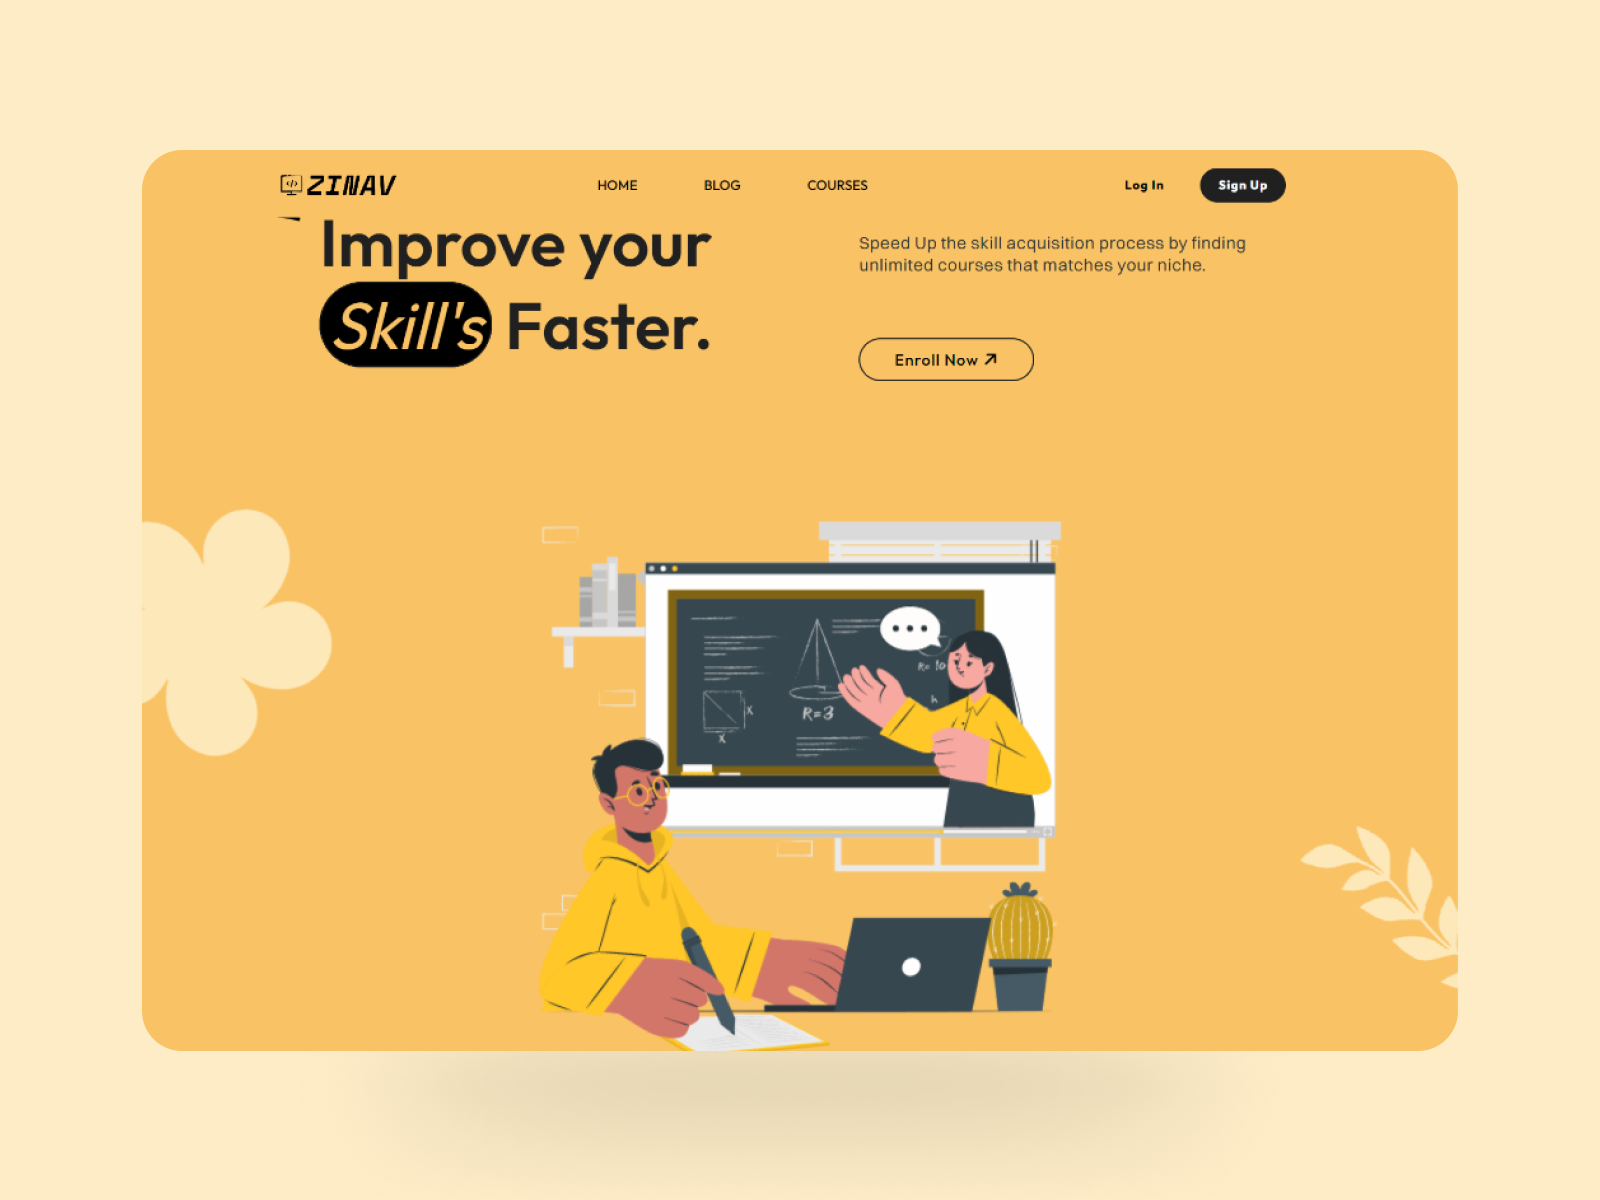 ZINAV
HOME
BLOG
COURSES
Log In
Sign Up
Improve your
Skill's Faster.
Speed Up the skill acquisition process by finding
unlimited courses that matches your niche.
Enroll Now
R= 10
h
R=3
X
X